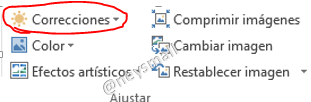 Correcciones
Comprimir imágenes
Color
Cambiar imagen
Efectos artísticos
Restablecer imagen
Ajustar